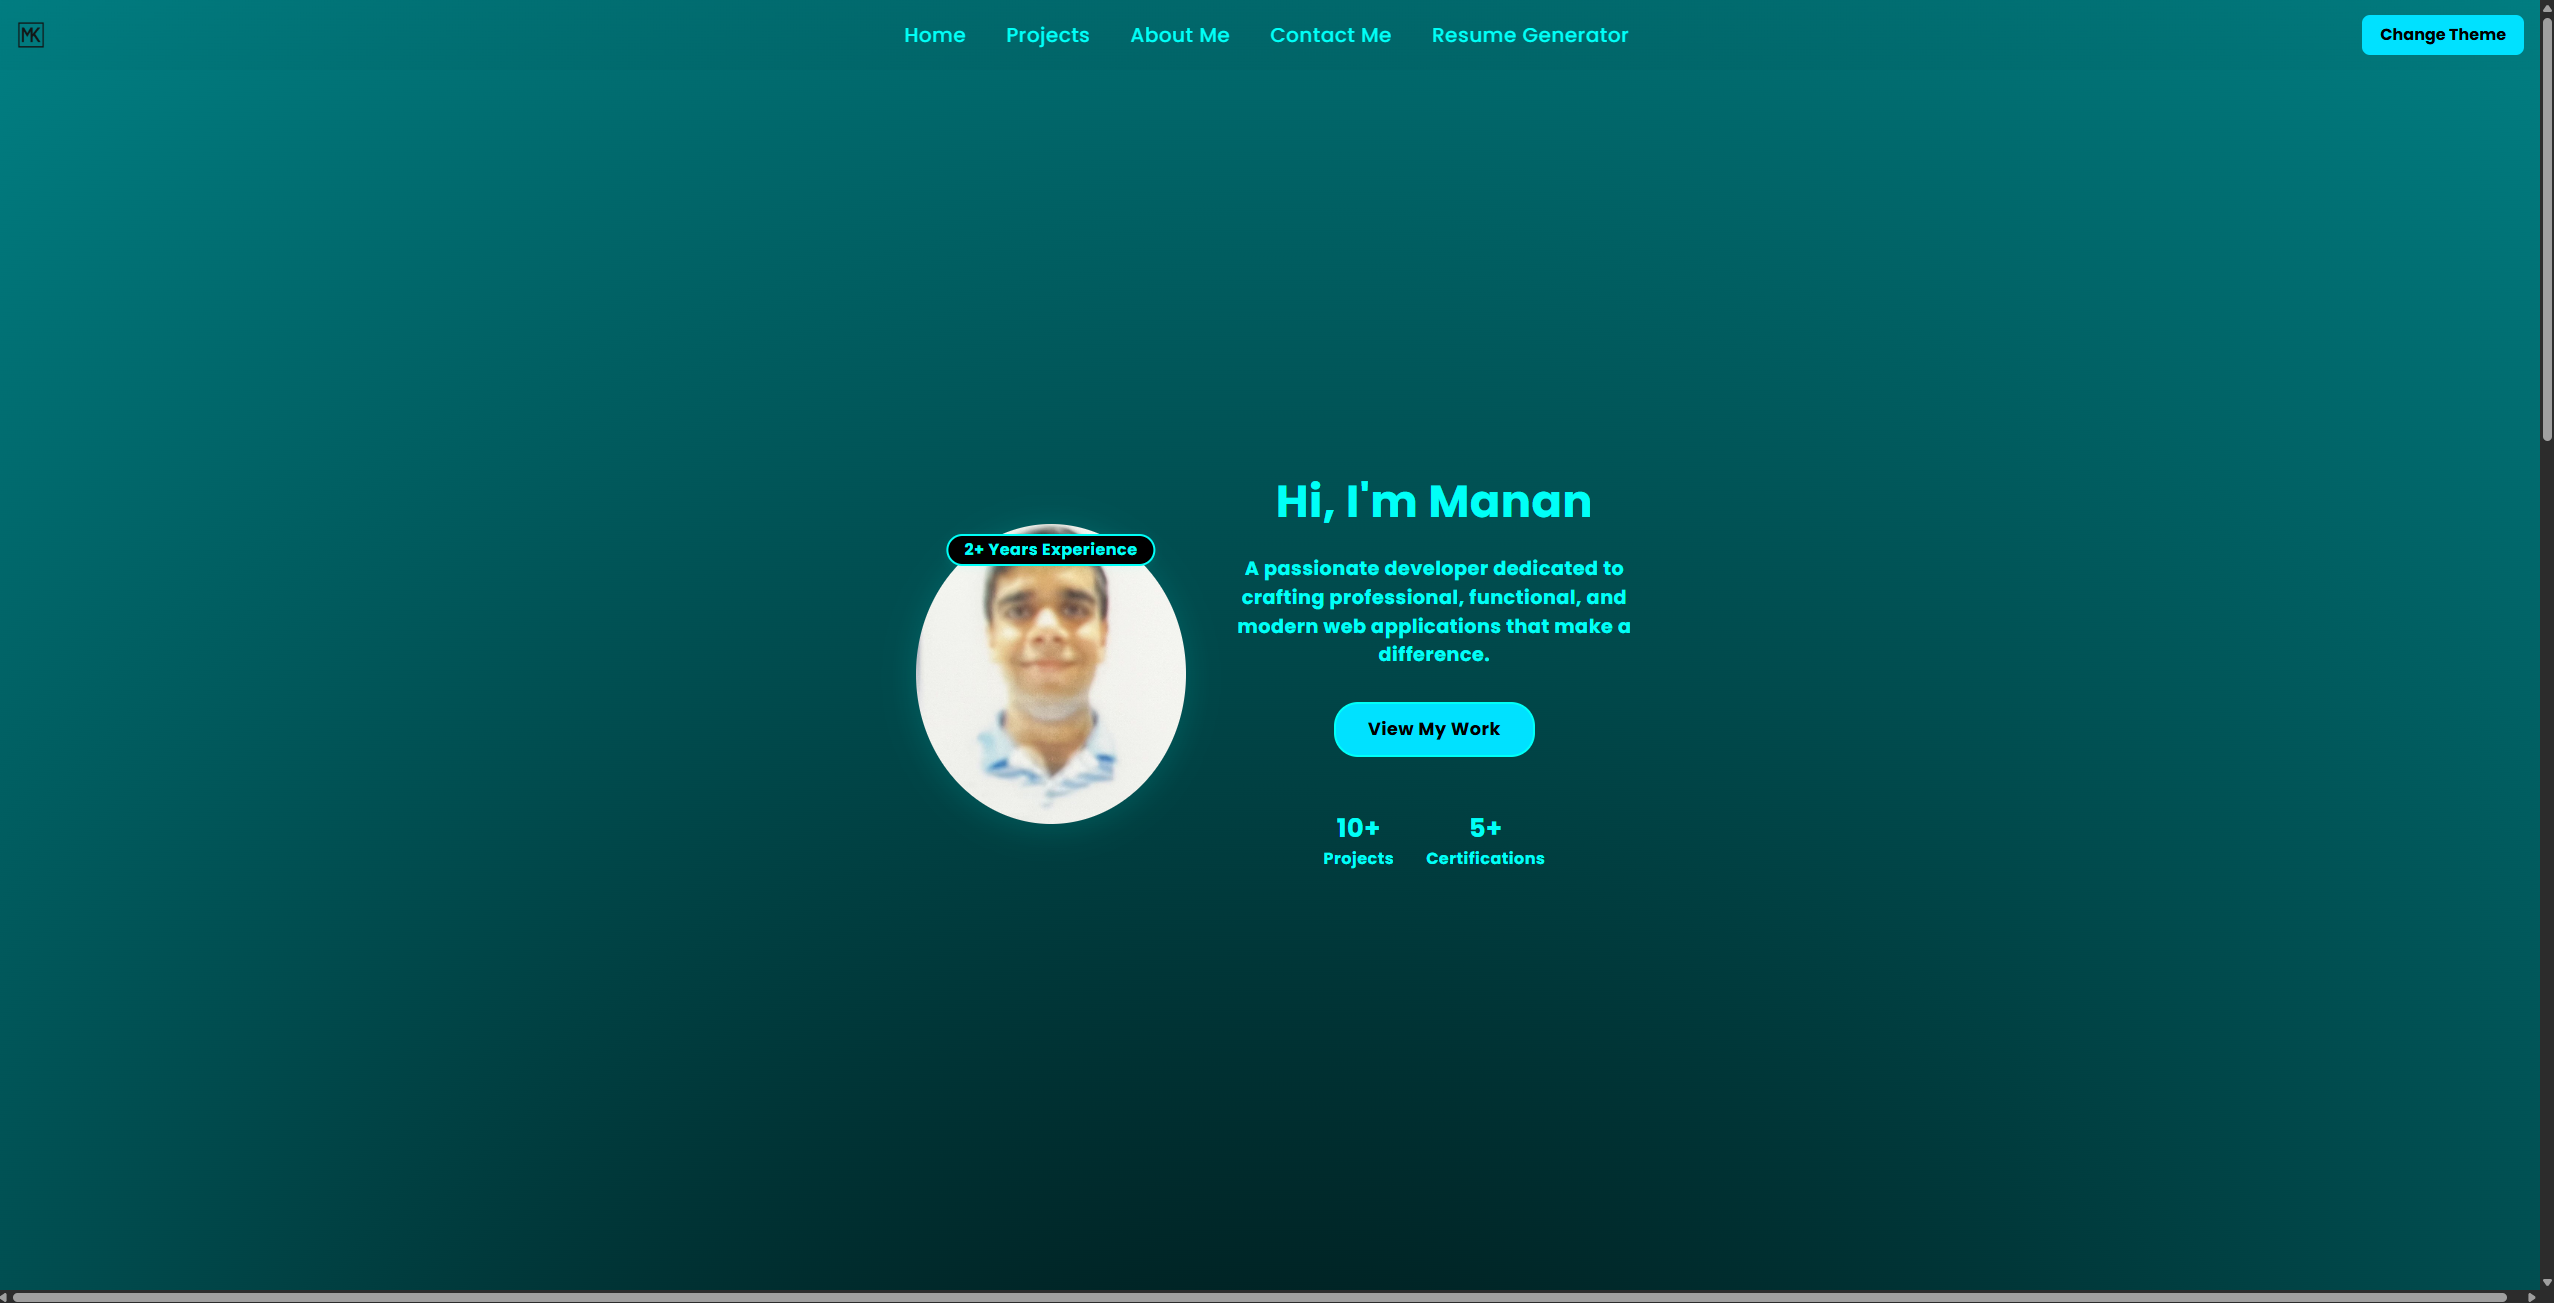 MK
Home
Projects
About Me
Contact Me
Resume Generator
Change Theme
2+ Years Experience
Hi, I'm Manan
A passionate developer dedicated to
crafting professional, functional, and
modern web applications that make a
difference.
View My Work
10+
Projects
5+
Certifications